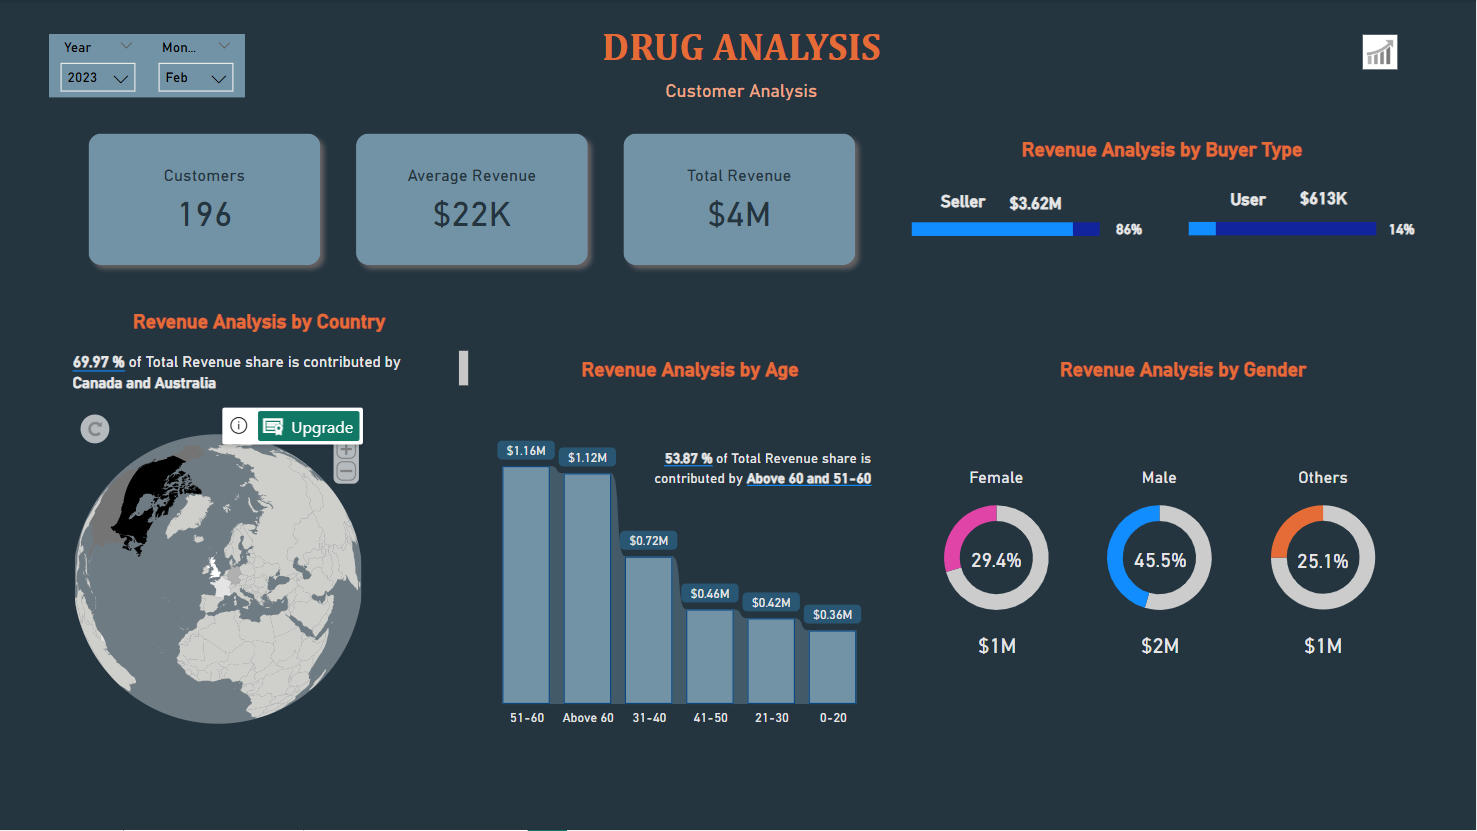 DRUG ANALYSIS
Customer Analysis
Year
Mon...
2023
Feb
Customers
196
Average Revenue
$22K
Total Revenue
$4M
Revenue Analysis by Buyer Type
Seller $3.62M
86%
User $613K
14%
Revenue Analysis by Country
69.97 % of Total Revenue share is contributed by
Canada and Australia
Upgrade
Revenue Analysis by Age
53.87 % of Total Revenue share is
contributed by Above 60 and 51-60
$1.16M
$1.12M
$0.72M
$0.46M
$0.42M
$0.36M
51-60 Above 60 31-40 41-50 21-30 0-20
Revenue Analysis by Gender
Female
29.4%
$1M
Male
45.5%
$2M
Others
25.1%
$1M